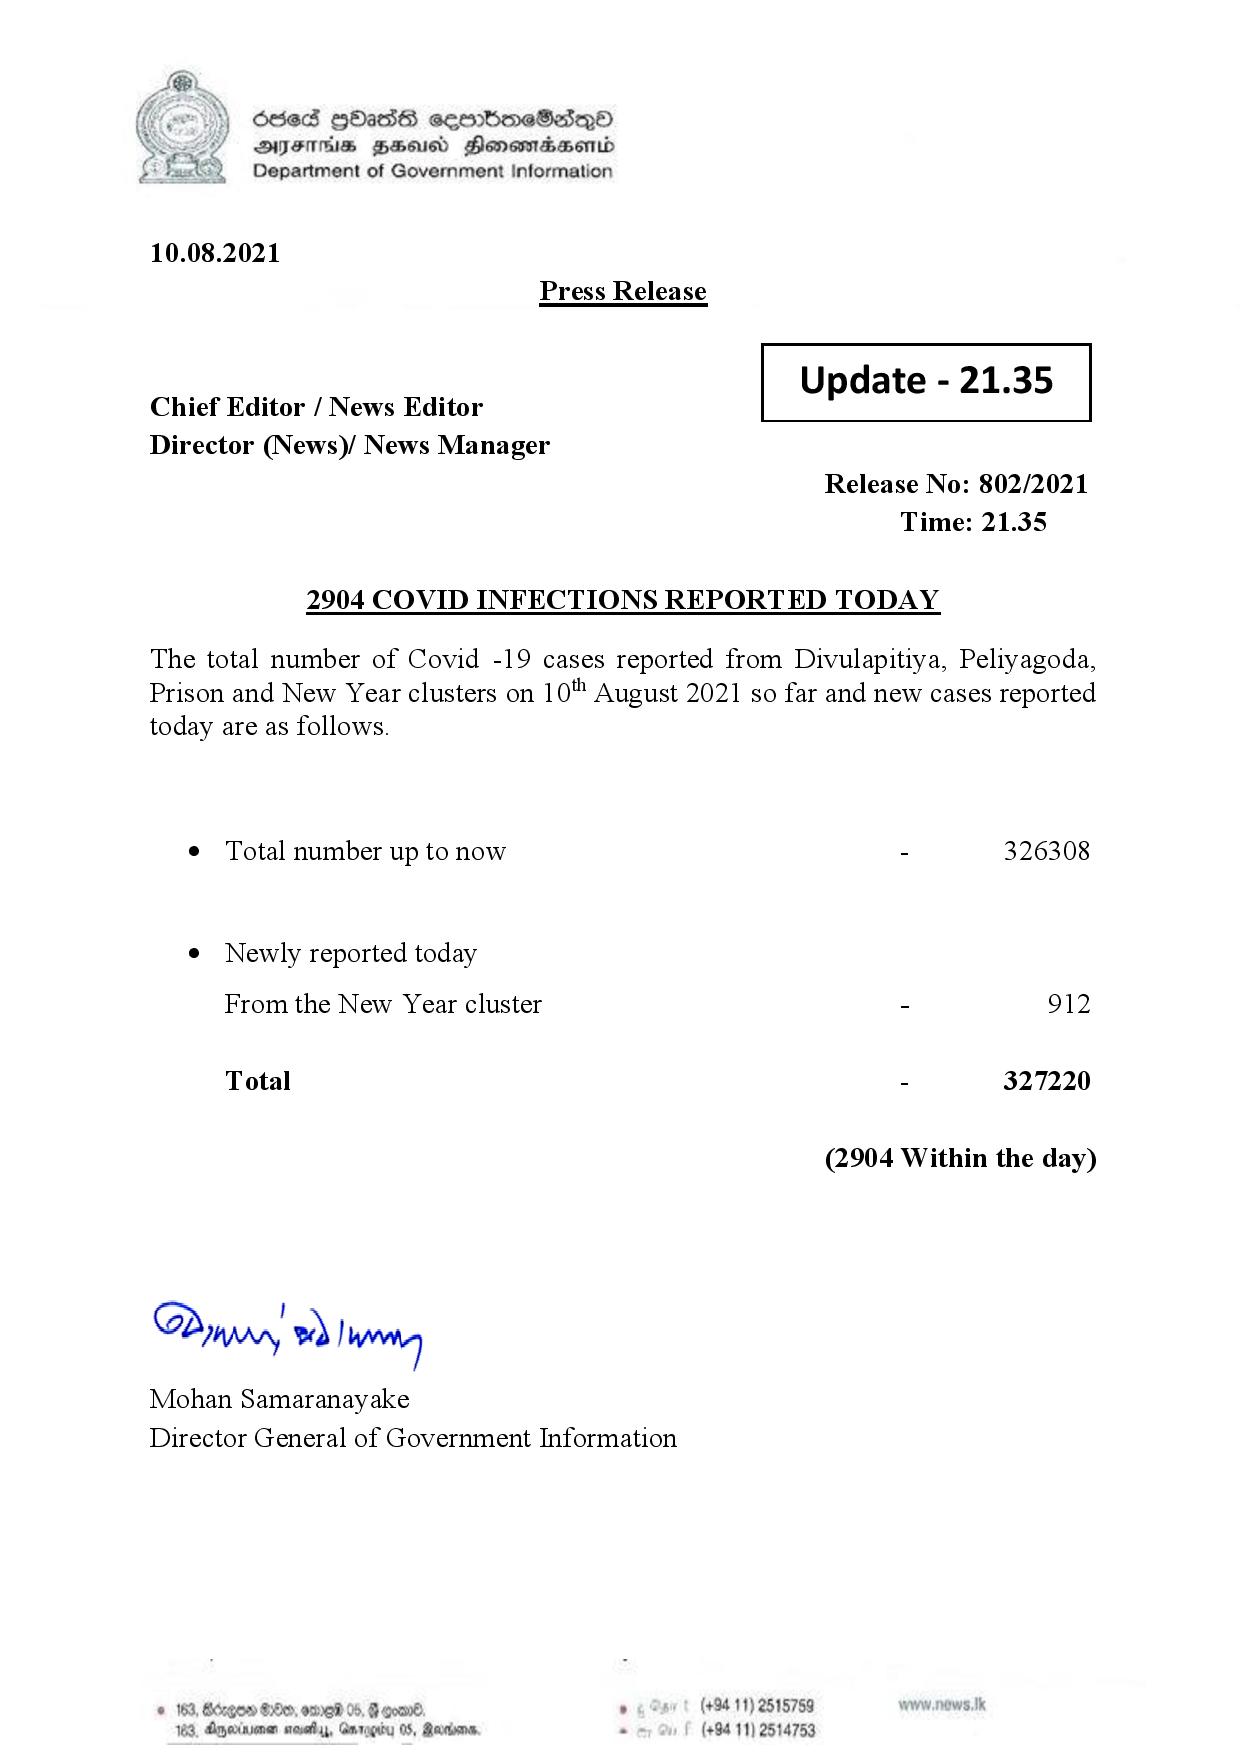 රජයේ ප්‍රවෘත්ති දෙපාර්තමේන්තුව
அரசாங்க தகவல் திணைக்களம்
Department of Government Information
10.08.2021
Press Release
Update - 21.35
Chief Editor / News Editor
Director (News)/ News Manager
Release No: 802/2021
Time: 21.35
2904 COVID INFECTIONS REPORTED TODAY
The total number of Covid -19 cases reported from Divulapitiya, Peliyagoda,
Prison and New Year clusters on 10th August 2021 so far and new cases reported
today are as follows.
• Total number up to now - 326308
• Newly reported today
From the New Year cluster - 912
Total - 327220
(2904 Within the day)
Mohan Samaranayake
Director General of Government Information
163, කිරුලපන මාවත, කොළඹ 05, ශ්‍රී ලංකාව.
163, கிருலப்பனை எவனியூ, கொழும்பு 05, இலங்கை.
(+94 11) 2515759
(+94 11) 2514753
www.news.lk